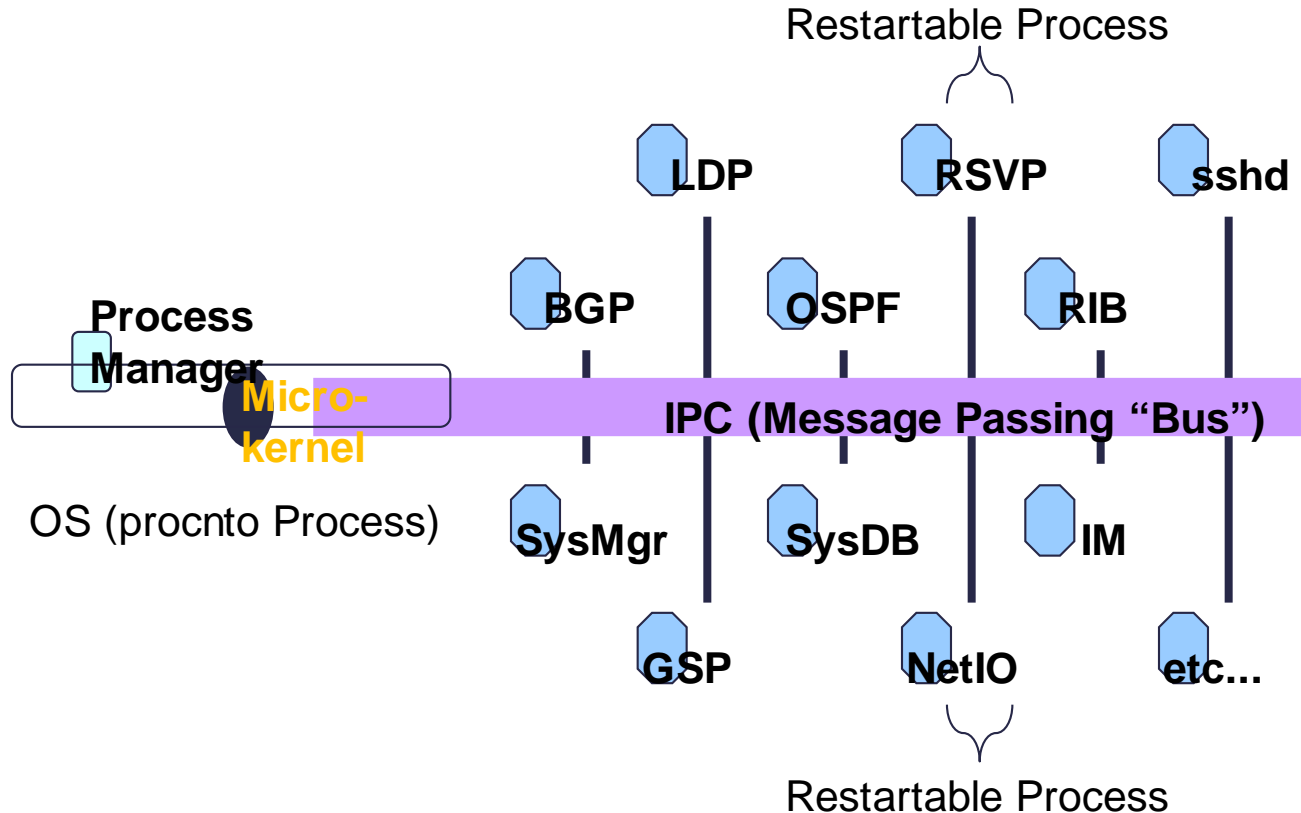 Restartable Process
LDP
RSVP
sshd
BGP
OSPF
RIB
Process
Manager
Micro-
kernel
IPC (Message Passing “Bus”)
OS (procnto Process)
SysMgr
SysDB
IM
GSP
NetIO
etc...
Restartable Process